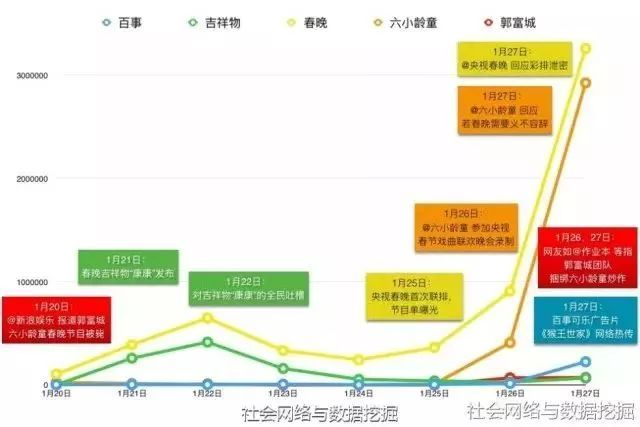 百事
吉祥物
春晚
六小龄童
郭富城
3000000
2000000
1000000
0
1月20日:
@新浪娱乐 报道郭富城
六小龄童春晚节目被毙
1月21日:
春晚吉祥物“康康”发布
1月22日:
对吉祥物“康康”的全民吐槽
1月25日:
央视春晚首次联排,
节目单曝光
1月26日:
@六小龄童 参加央视
春节戏曲联欢晚会录制
1月27日:
@央视春晚 回应彩排泄密
1月27日:
@六小龄童 回应
若春晚需要义不容辞
1月26、27日:
网友如@作业本 等指
郭富城团队
捆绑六小龄童炒作
1月27日:
百事可乐广告片
《猴王世家》网络热传
1月20日
1月21日
1月22日
1月23日
1月24日
1月25日
1月26日
1月27日
社会网络与数据挖掘
社会网络与数据挖掘